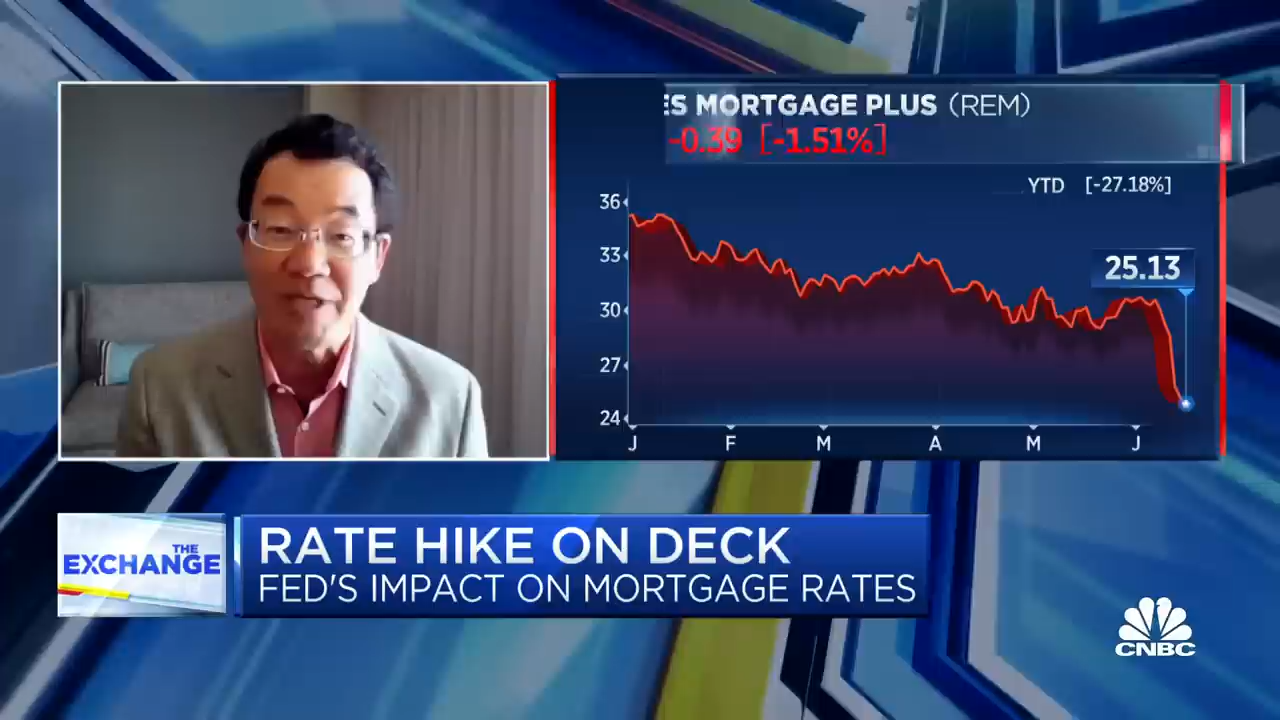 MORTGAGE PLUS (REM)
-0.39 [-1.51%]
YTD [-27.18%]
36
33
30
27
24
25.13
J F M A M J
THE
EXCHANGE
RATE HIKE ON DECK
FED'S IMPACT ON MORTGAGE RATES
CNBC